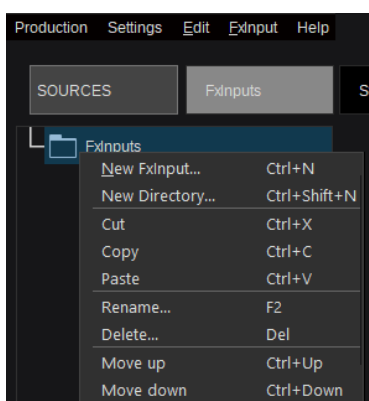 Production Settings Edit FxInput Help
SOURCES FxInputs S
FxInputs
New FxInput... Ctrl+N
New Directory... Ctrl+Shift+N
Cut Ctrl+X
Copy Ctrl+C
Paste Ctrl+V
Rename... F2
Delete... Del
Move up Ctrl+Up
Move down Ctrl+Down